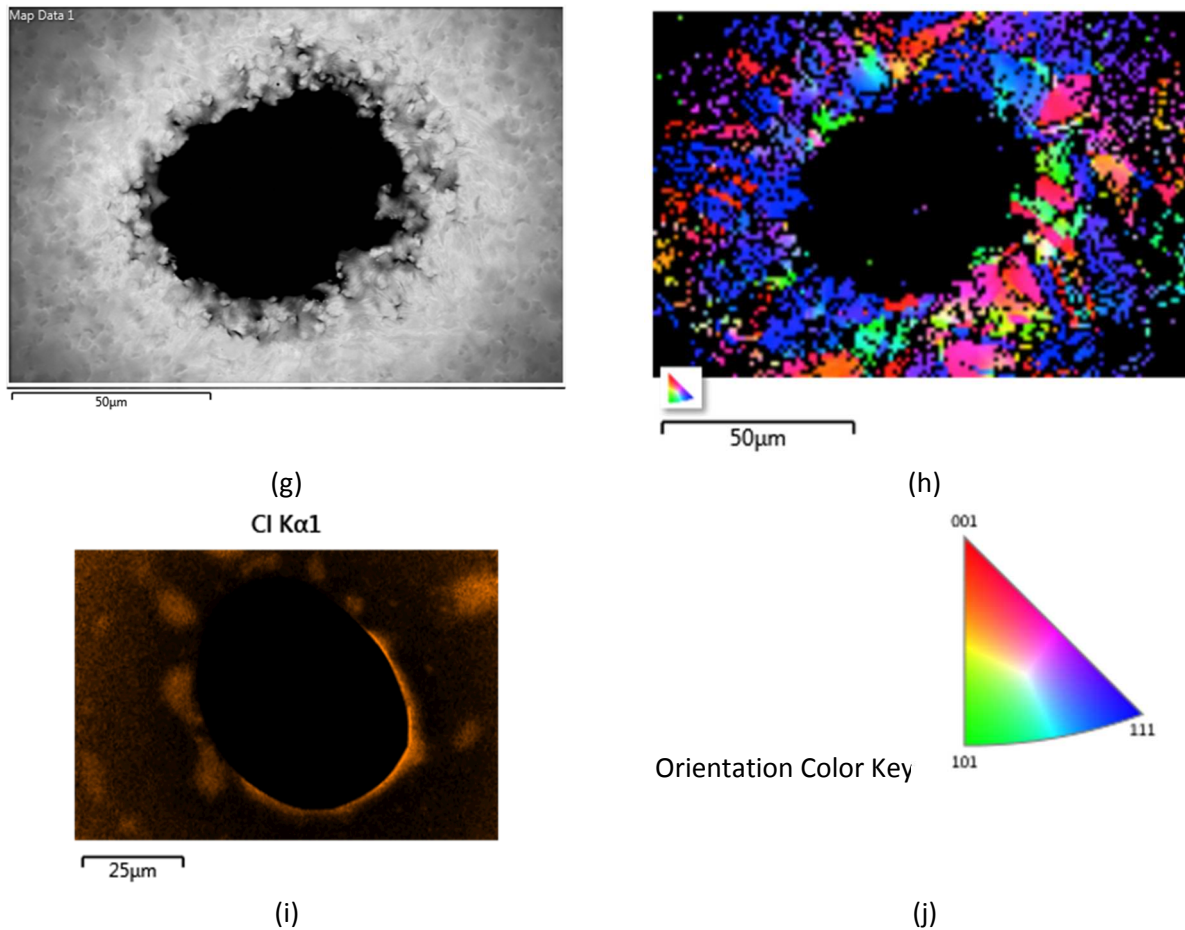 Map Data 1
50µm
50µm
(g)
(h)
Cl Kα1
25µm
(i)
001
111
101
Orientation Color Key
(j)